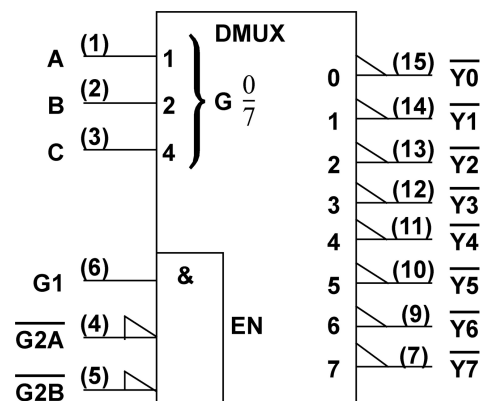 DMUX
A (1) 1
B (2) 2
C (3) 4
G 0/7
G1 (6) &
G2A (4)
G2B (5)
EN
0 (15) Y0
1 (14) Y1
2 (13) Y2
3 (12) Y3
4 (11) Y4
5 (10) Y5
6 (9) Y6
7 (7) Y7